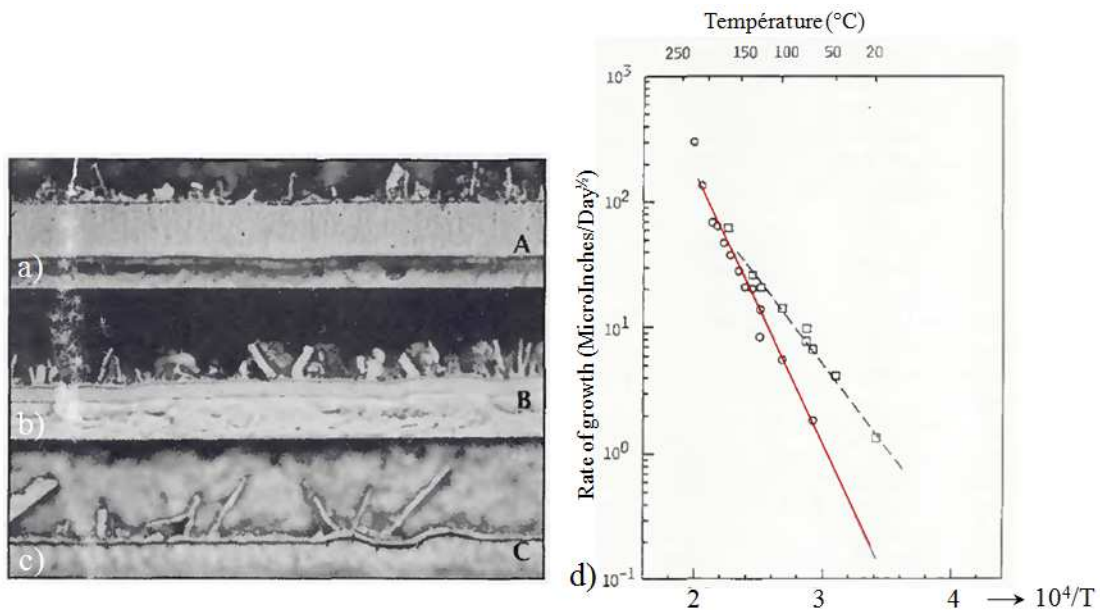 Température (°C)
250 150 100 50 20
10³
10²
10¹
10⁰
10⁻¹
Rate of growth (MicroInches/Day½)
A
a)
B
b)
C
c)
d)
2 3 4 → 10⁴/T